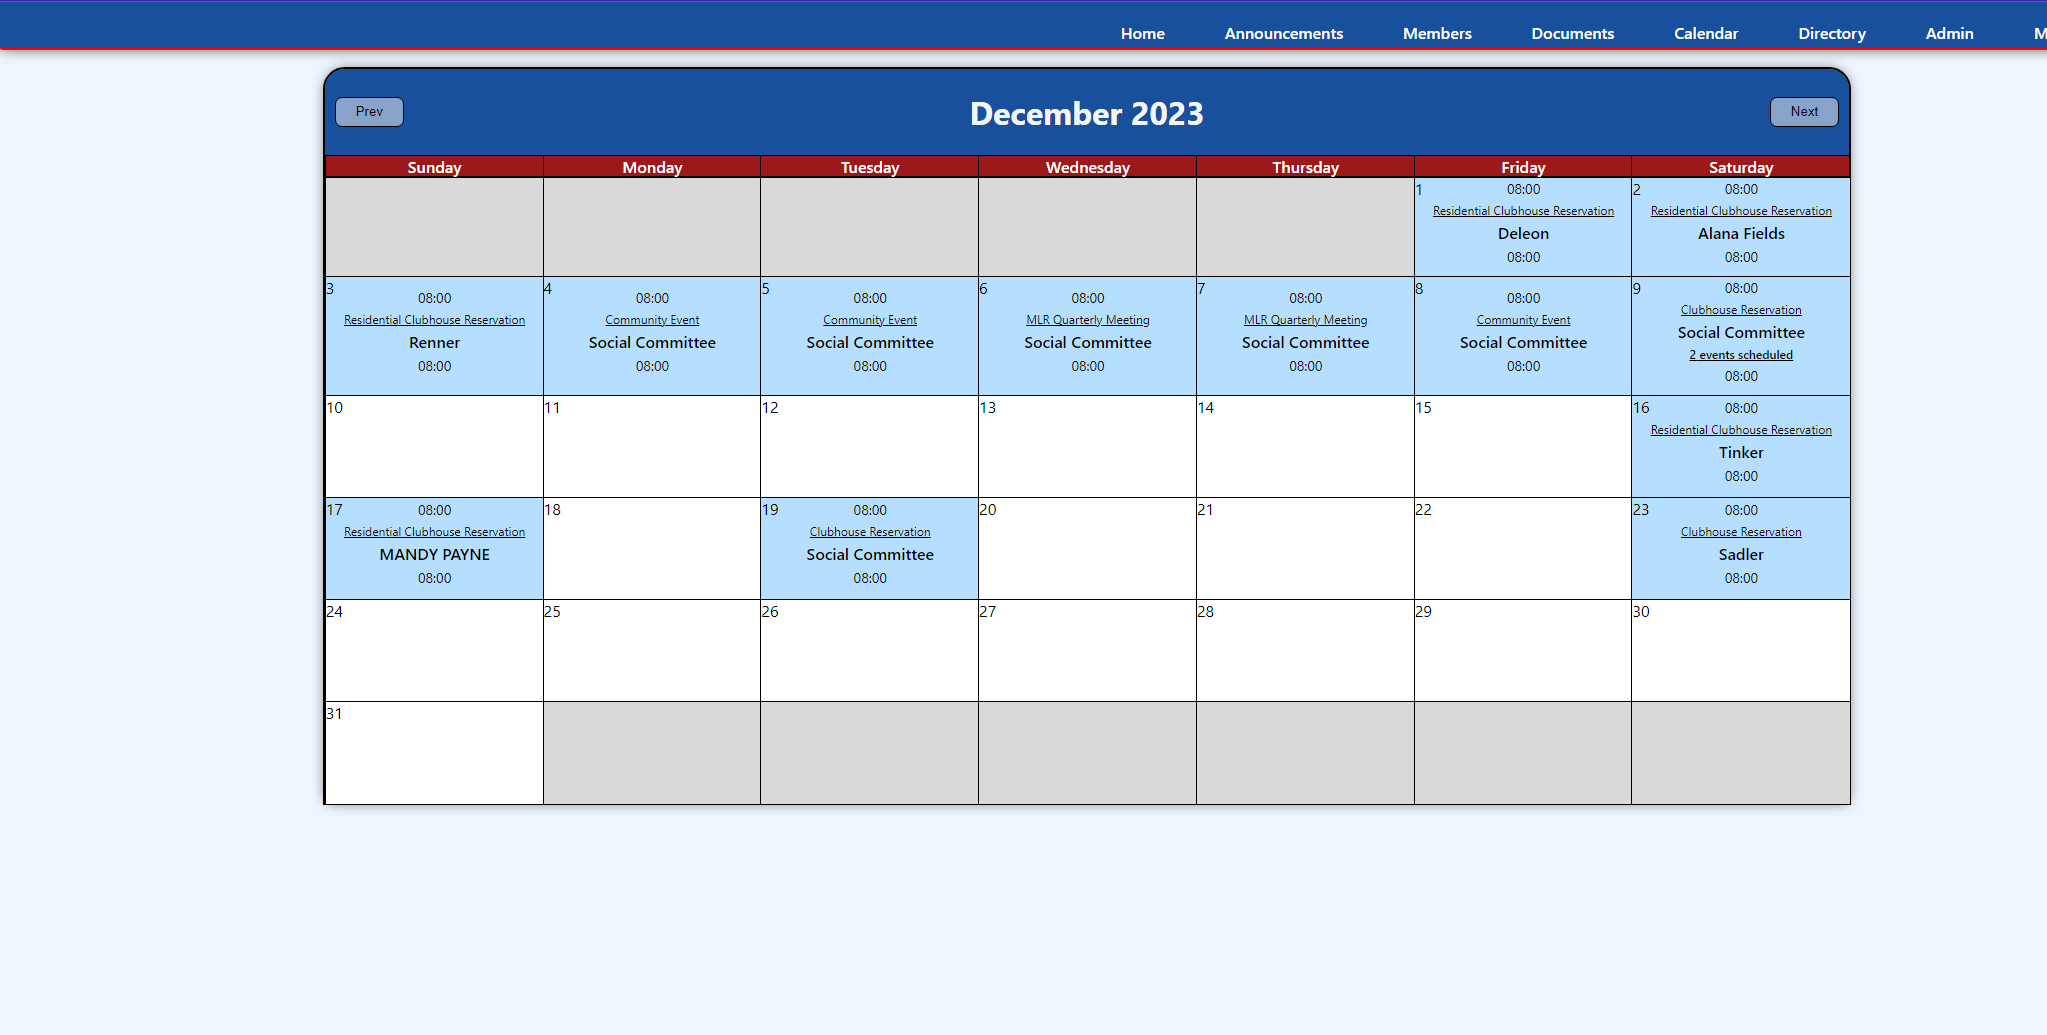 Home Announcements Members Documents Calendar Directory Admin M
Prev December 2023 Next
Sunday Monday Tuesday Wednesday Thursday Friday Saturday
1 08:00
Residential Clubhouse Reservation
Deleon
08:00
2 08:00
Residential Clubhouse Reservation
Alana Fields
08:00
3 08:00
Residential Clubhouse Reservation
Renner
08:00
4 08:00
Community Event
Social Committee
08:00
5 08:00
Community Event
Social Committee
08:00
6 08:00
MLR Quarterly Meeting
Social Committee
08:00
7 08:00
MLR Quarterly Meeting
Social Committee
08:00
8 08:00
Community Event
Social Committee
08:00
9 08:00
Clubhouse Reservation
Social Committee
2 events scheduled
08:00
10
11
12
13
14
15
16 08:00
Residential Clubhouse Reservation
Tinker
08:00
17 08:00
Residential Clubhouse Reservation
MANDY PAYNE
08:00
18
19 08:00
Clubhouse Reservation
Social Committee
08:00
20
21
22
23 08:00
Clubhouse Reservation
Sadler
08:00
24
25
26
27
28
29
30
31